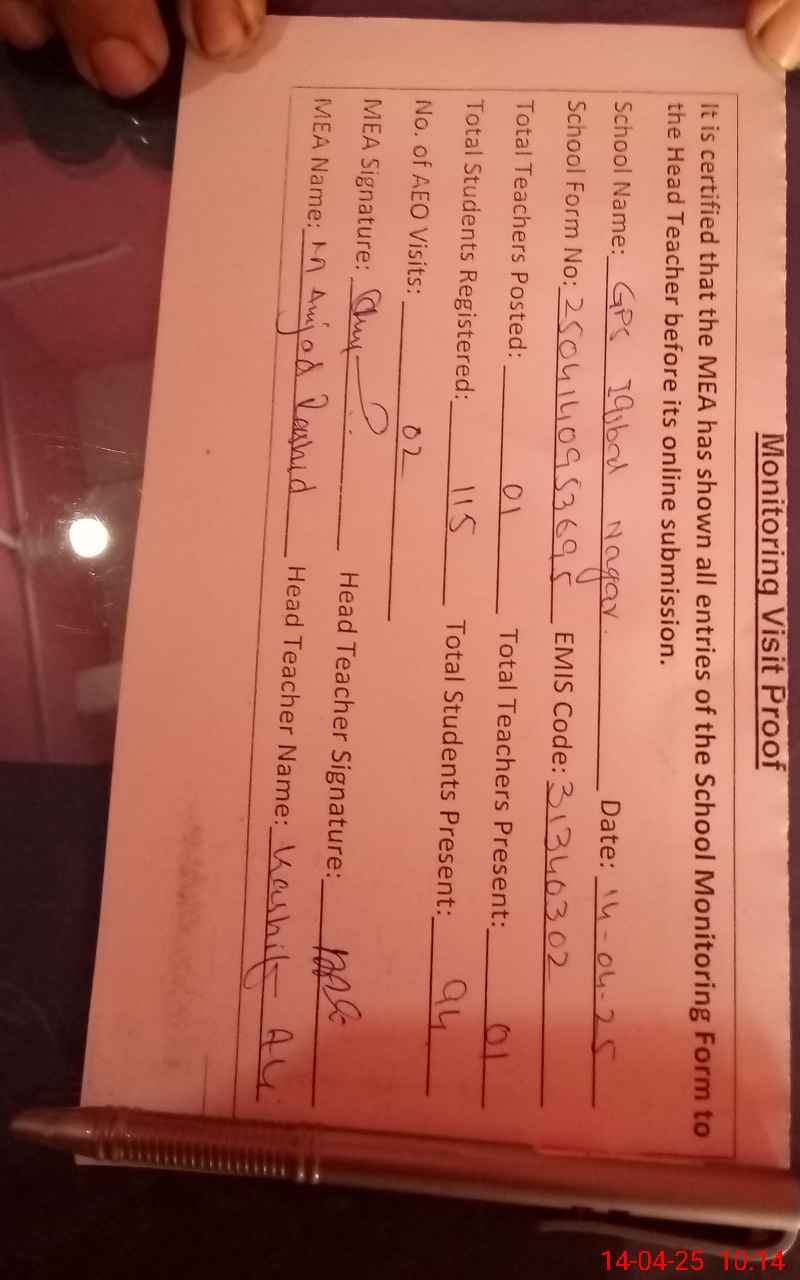 Monitoring Visit Proof
It is certified that the MEA has shown all entries of the School Monitoring Form to
the Head Teacher before its online submission.
School Name: GPS Iqbal Nagar. Date: 14-04-25
School Form No: 2504140953695 EMIS Code: 31340302
Total Teachers Posted: 01 Total Teachers Present: 01
Total Students Registered: 115 Total Students Present: 94
No. of AEO Visits: 02
MEA Signature: Head Teacher Signature:
MEA Name: M Amjad Rashid Head Teacher Name: Kashif Ali
14-04-25 10:14